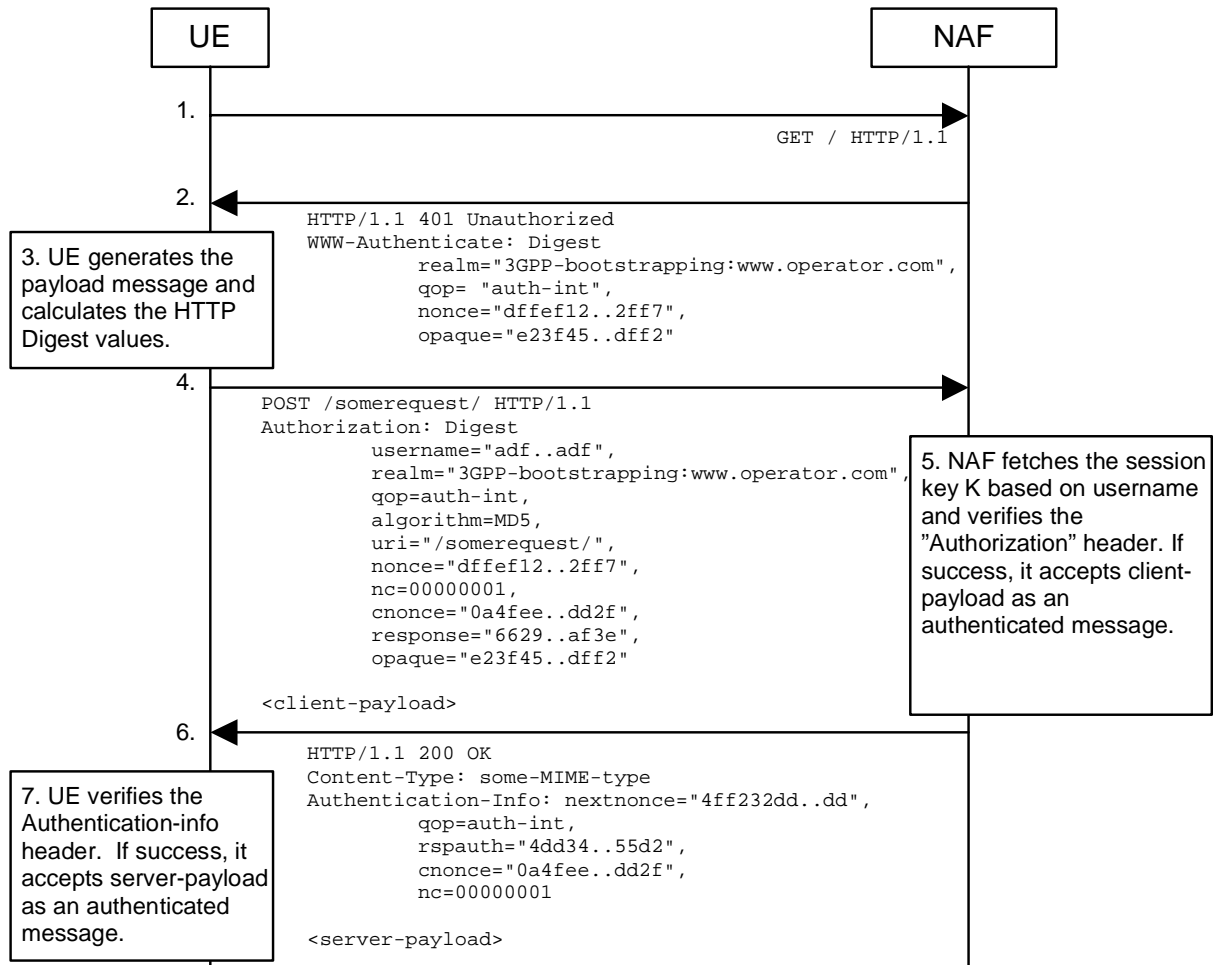 UE
NAF
1.
GET / HTTP/1.1
2.
HTTP/1.1 401 Unauthorized
WWW-Authenticate: Digest
realm="3GPP-bootstrapping:www.operator.com",
qop= "auth-int",
nonce="dffef12..2ff7",
opaque="e23f45..dff2"
3. UE generates the
payload message and
calculates the HTTP
Digest values.
4.
POST /somerequest/ HTTP/1.1
Authorization: Digest
username="adf..adf",
realm="3GPP-bootstrapping:www.operator.com",
qop=auth-int,
algorithm=MD5,
uri="/somerequest/",
nonce="dffef12..2ff7",
nc=00000001,
cnonce="0a4fee..dd2f",
response="6629..af3e",
opaque="e23f45..dff2"
<client-payload>
5. NAF fetches the session
key K based on username
and verifies the
”Authorization” header. If
success, it accepts client-
payload as an
authenticated message.
6.
HTTP/1.1 200 OK
Content-Type: some-MIME-type
Authentication-Info: nextnonce="4ff232dd..dd",
qop=auth-int,
rspauth="4dd34..55d2",
cnonce="0a4fee..dd2f",
nc=00000001
<server-payload>
7. UE verifies the
Authentication-info
header.  If success, it
accepts server-payload
as an authenticated
message.